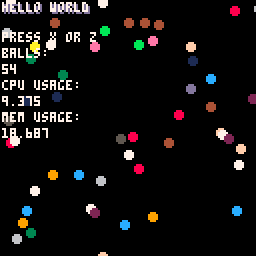 HELLO WORLD
PRESS X OR Z
BALLS:
54
CPU USAGE:
9.375
MEM USAGE:
18.687